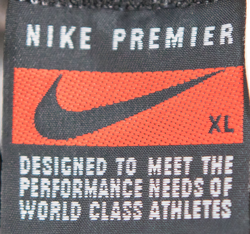 NIKE PREMIER
XL
DESIGNED TO MEET THE
PERFORMANCE NEEDS OF
WORLD CLASS ATHLETES